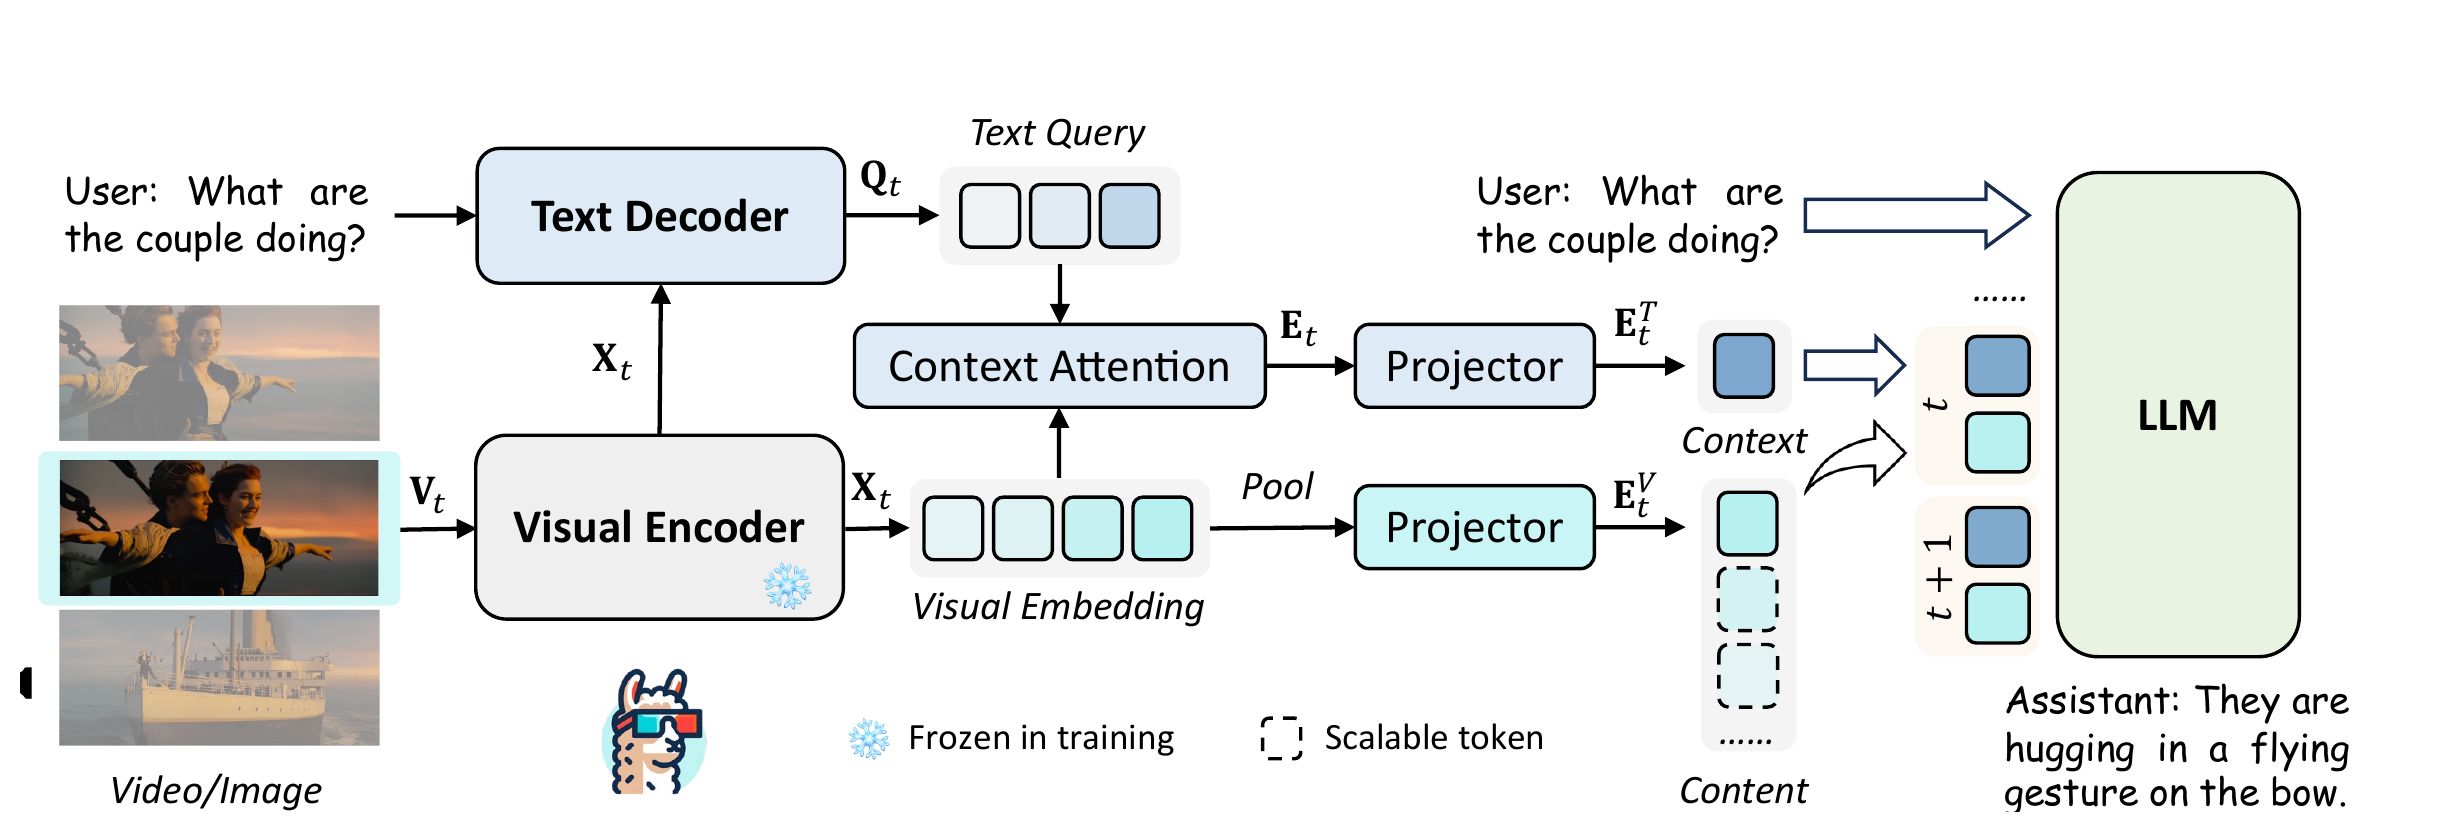 Text Query
User: What are
the couple doing?
Text Decoder
Q_t
User: What are
the couple doing?
X_t
Context Attention
E_t
Projector
E_t^T
Context
......
t
t + 1
LLM
V_t
Visual Encoder
X_t
Visual Embedding
Pool
Projector
E_t^V
......
Content
Video/Image
Frozen in training
Scalable token
Assistant: They are
hugging in a flying
gesture on the bow.